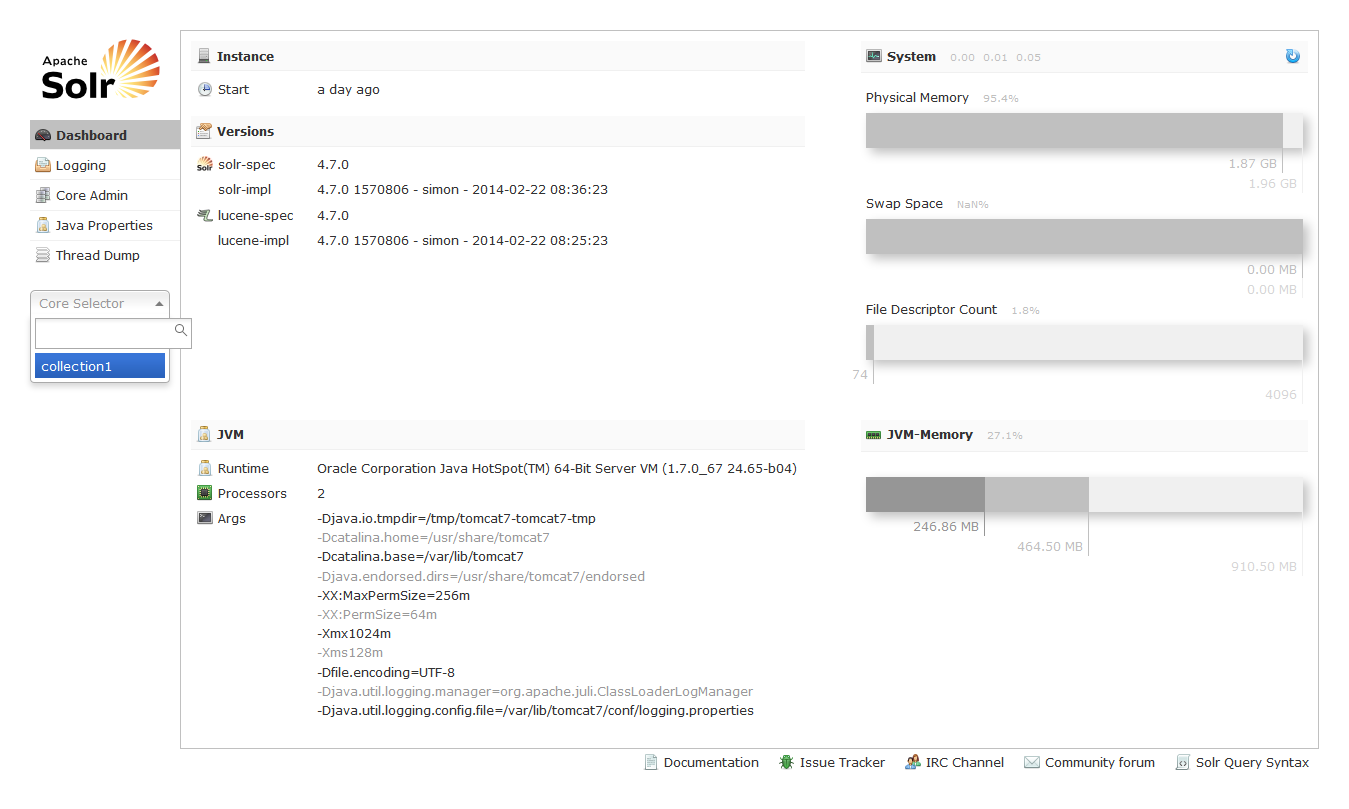 Apache
Solr
Dashboard
Logging
Core Admin
Java Properties
Thread Dump
Core Selector
collection1
Instance
Start a day ago
Versions
solr-spec 4.7.0
solr-impl 4.7.0 1570806 - simon - 2014-02-22 08:36:23
lucene-spec 4.7.0
lucene-impl 4.7.0 1570806 - simon - 2014-02-22 08:25:23
System 0.00 0.01 0.05
Physical Memory 95.4%
1.87 GB
1.96 GB
Swap Space NaN%
0.00 MB
0.00 MB
File Descriptor Count 1.8%
74
4096
JVM
Runtime Oracle Corporation Java HotSpot(TM) 64-Bit Server VM (1.7.0_67 24.65-b04)
Processors 2
Args -Djava.io.tmpdir=/tmp/tomcat7-tomcat7-tmp
-Dcatalina.home=/usr/share/tomcat7
-Dcatalina.base=/var/lib/tomcat7
-Djava.endorsed.dirs=/usr/share/tomcat7/endorsed
-XX:MaxPermSize=256m
-XX:PermSize=64m
-Xmx1024m
-Xms128m
-Dfile.encoding=UTF-8
-Djava.util.logging.manager=org.apache.juli.ClassLoaderLogManager
-Djava.util.logging.config.file=/var/lib/tomcat7/conf/logging.properties
JVM-Memory 27.1%
246.86 MB
464.50 MB
910.50 MB
Documentation Issue Tracker IRC Channel Community forum Solr Query Syntax